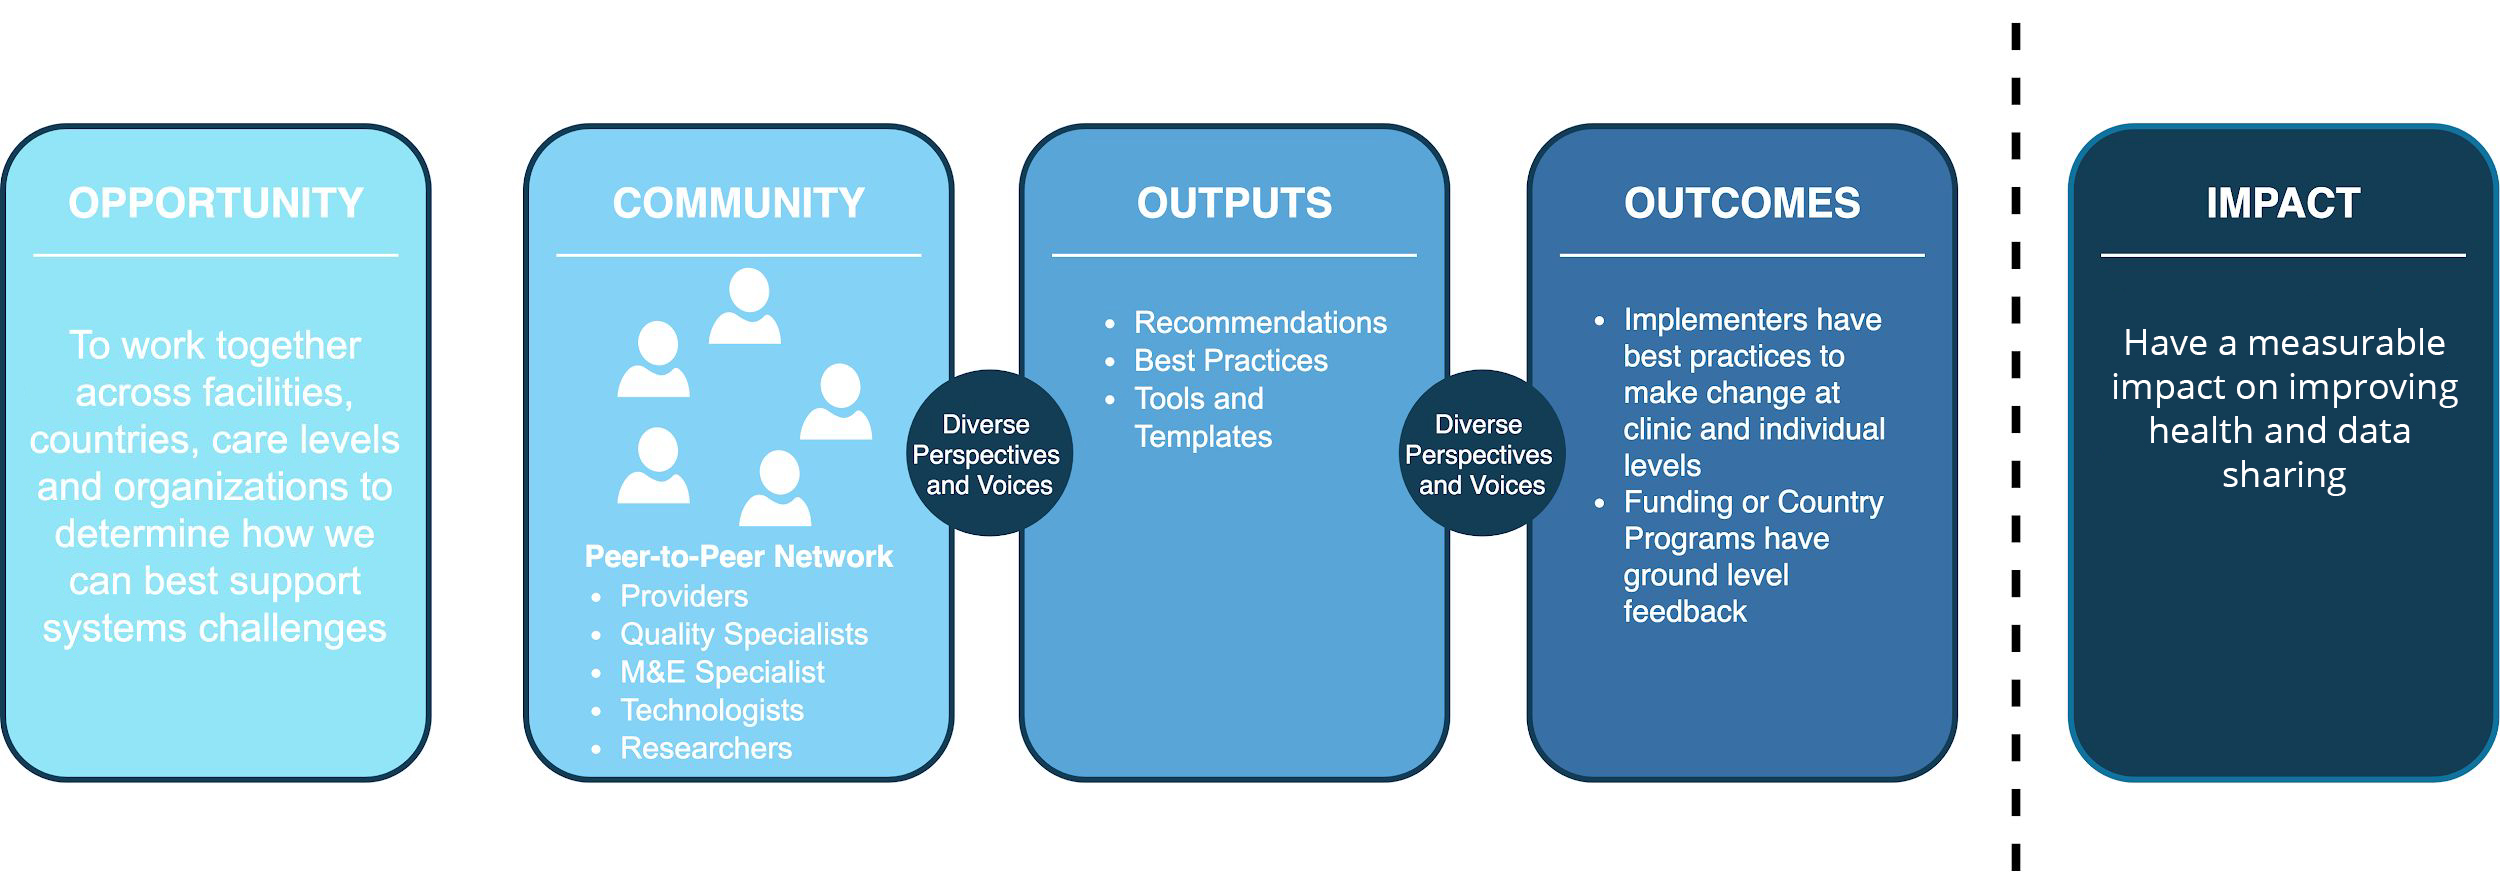 OPPORTUNITY
To work together
across facilities,
countries, care levels
and organizations to
determine how we
can best support
systems challenges
COMMUNITY
Peer-to-Peer Network
• Providers
• Quality Specialists
• M&E Specialist
• Technologists
• Researchers
Diverse
Perspectives
and Voices
OUTPUTS
• Recommendations
• Best Practices
• Tools and
Templates
Diverse
Perspectives
and Voices
OUTCOMES
• Implementers have
best practices to
make change at
clinic and individual
levels
• Funding or Country
Programs have
ground level
feedback
IMPACT
Have a measurable
impact on improving
health and data
sharing